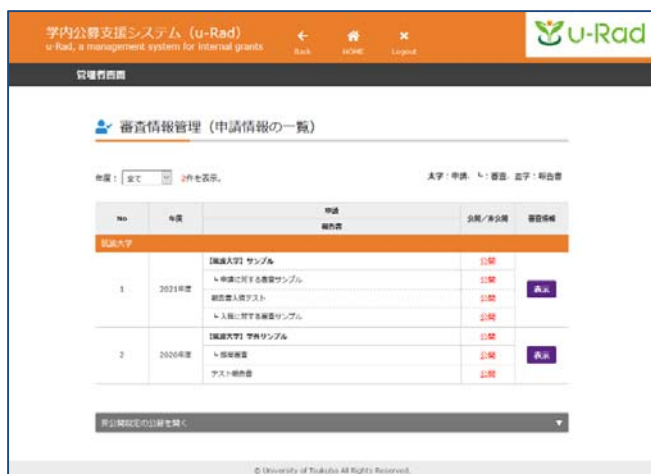 学内公募支援システム（u-Rad）
u-Rad, a management system for internal grants
Back HOME Logout
u-Rad
管理者画面
審査情報管理（申請情報の一覧）
年度： 全て 2件を表示。
太字：申請、┗：審査、並字：報告書
No 年度 申請 公開／非公開 審査情報
報告書
筑波大学
1 2021年度 【筑波大学】サンプル 公開 表示
┗ 申請に対する審査サンプル 公開
報告書入領テスト 公開
┗ 入領に対する審査サンプル 公開
2 2020年度 【筑波大学】学外サンプル 公開 表示
┗ 部局審査 公開
テスト報告書 公開
非公開設定の公募を開く ▼
© University of Tsukuba All Rights Reserved.